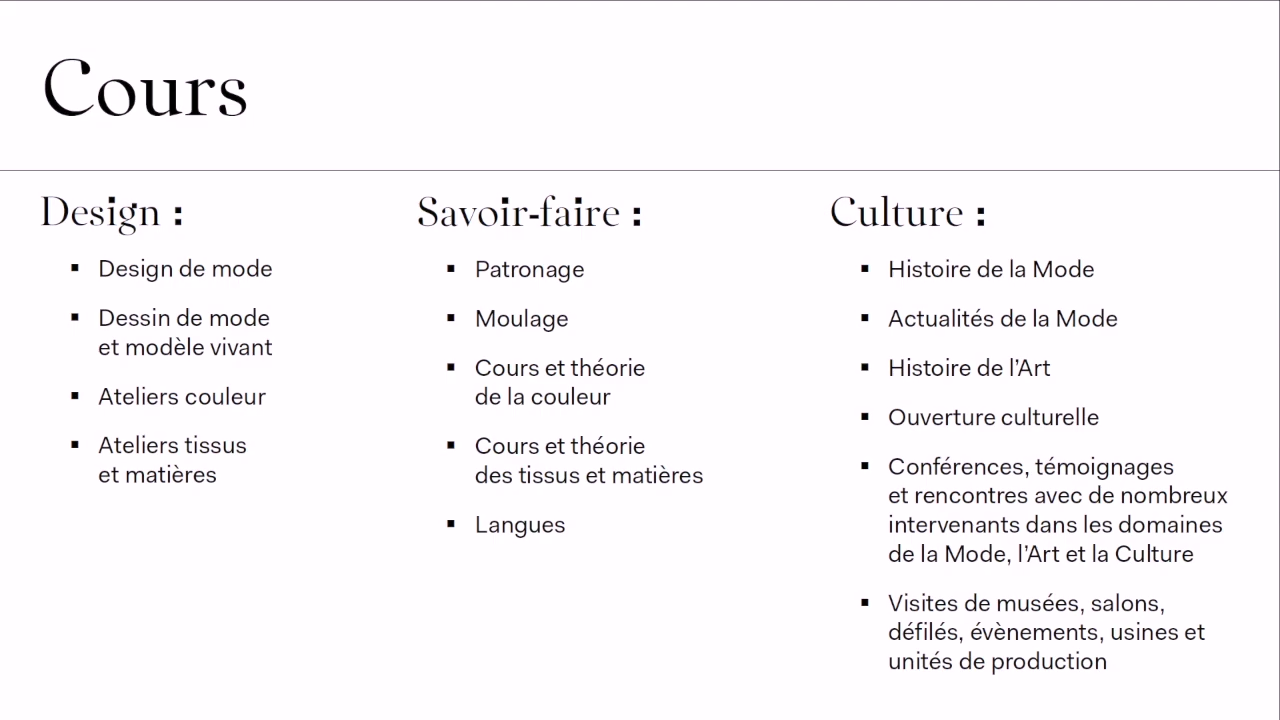 Cours
Design :
▪ Design de mode
▪ Dessin de mode
et modèle vivant
▪ Ateliers couleur
▪ Ateliers tissus
et matières
Savoir-faire :
▪ Patronage
▪ Moulage
▪ Cours et théorie
de la couleur
▪ Cours et théorie
des tissus et matières
▪ Langues
Culture :
▪ Histoire de la Mode
▪ Actualités de la Mode
▪ Histoire de l’Art
▪ Ouverture culturelle
▪ Conférences, témoignages
et rencontres avec de nombreux
intervenants dans les domaines
de la Mode, l’Art et la Culture
▪ Visites de musées, salons,
défilés, évènements, usines et
unités de production